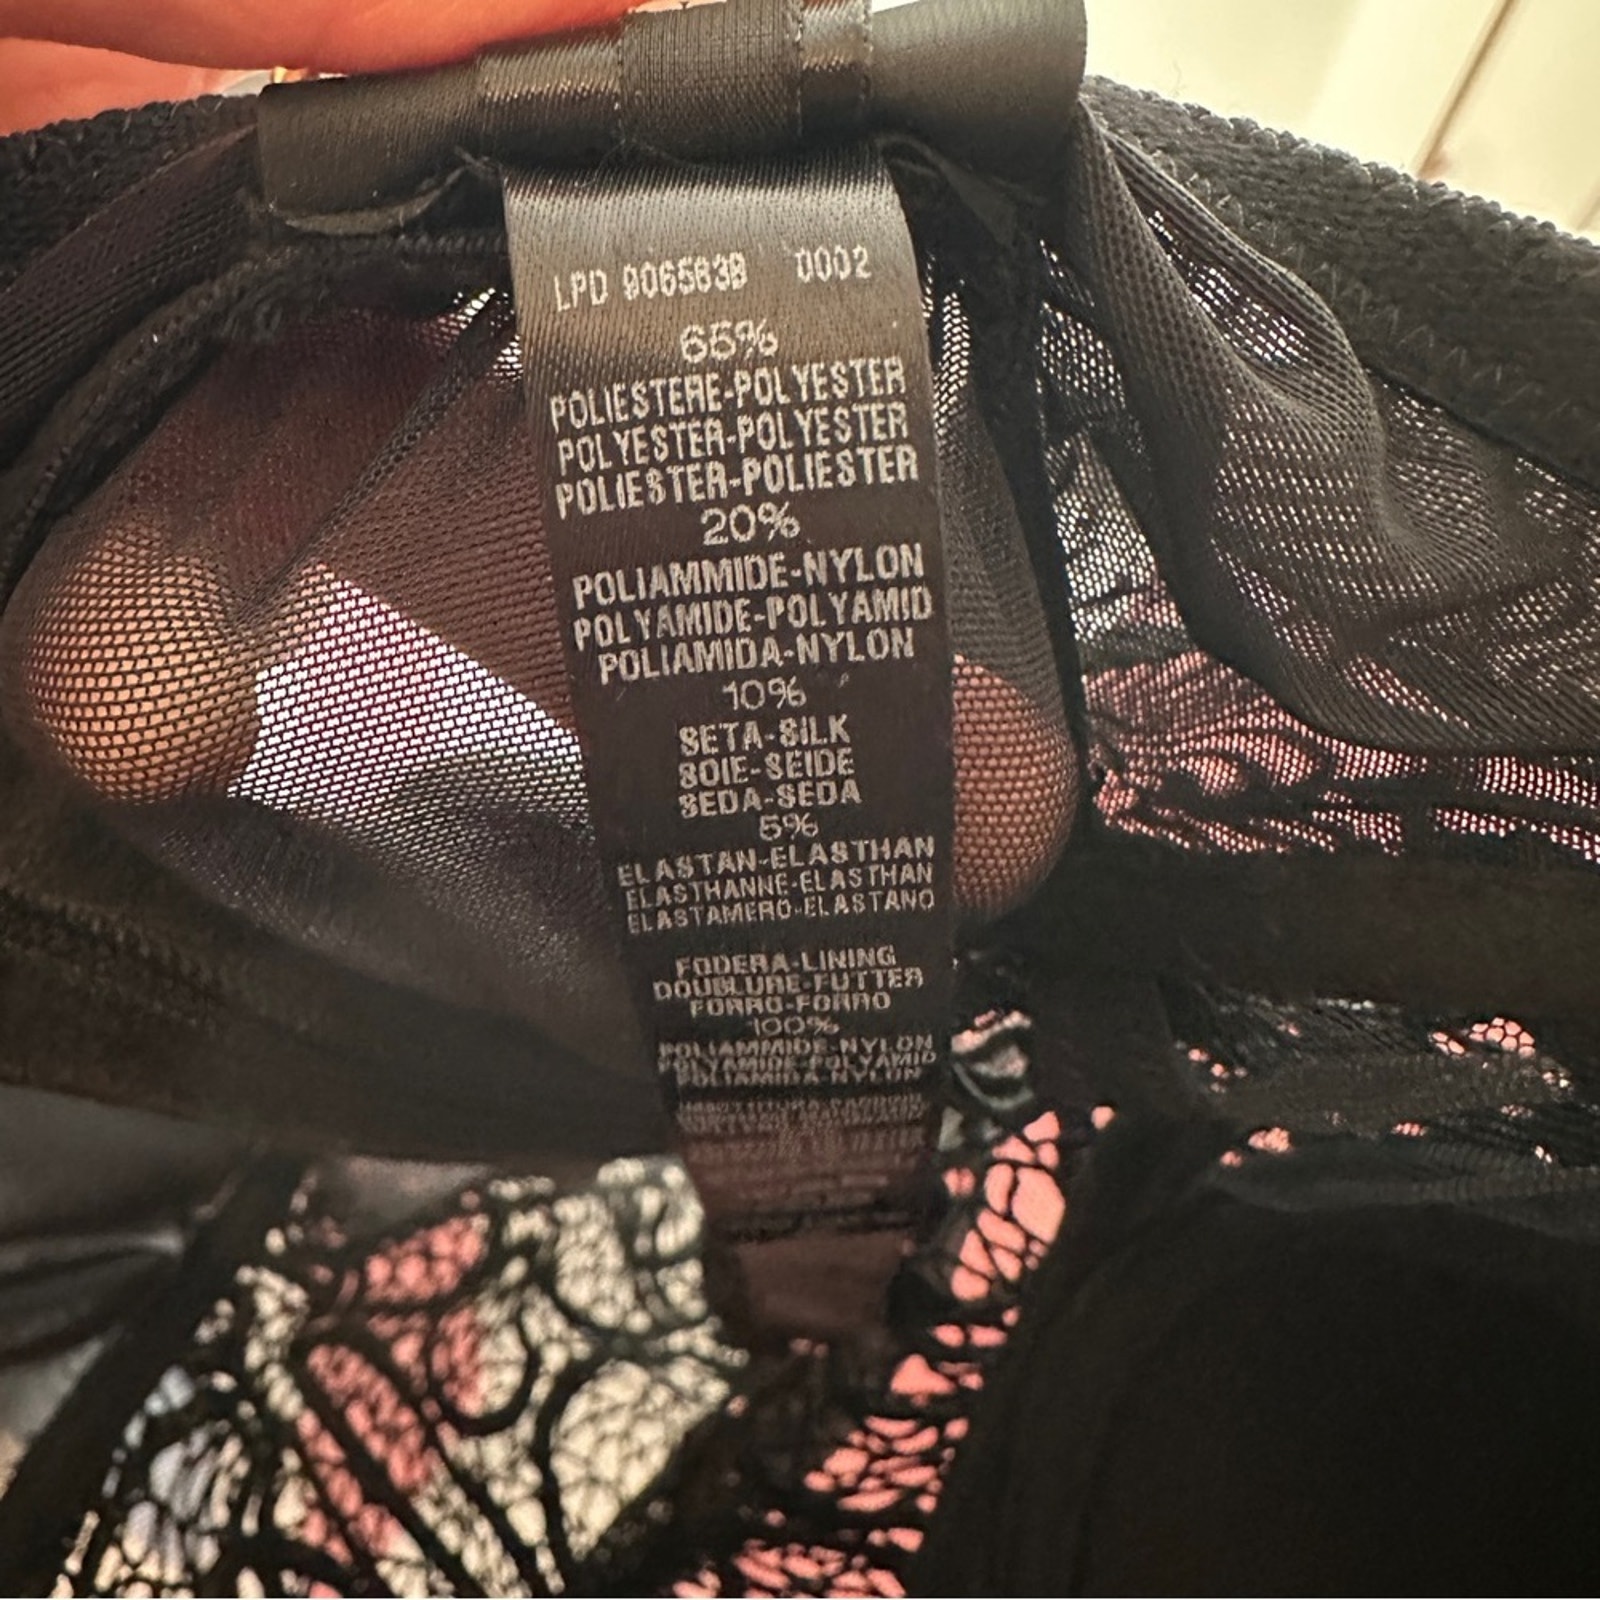 LPD 9065638 0002
65%
POLIESTERE-POLYESTER
POLYESTER-POLYESTER
POLIESTER-POLIESTER
20%
POLIAMMIDE-NYLON
POLYAMIDE-POLYAMID
POLIAMIDA-NYLON
10%
SETA-SILK
SOIE-SEIDE
SEDA-SEDA
5%
ELASTAN-ELASTHAN
ELASTHANNE-ELASTHAN
ELASTAMERO-ELASTANO
FODERA-LINING
DOUBLURE-FUTTER
FORRO-FORRO
100%
POLIAMMIDE-NYLON
POLYAMIDE-POLYAMID
POLIAMIDA-NYLON